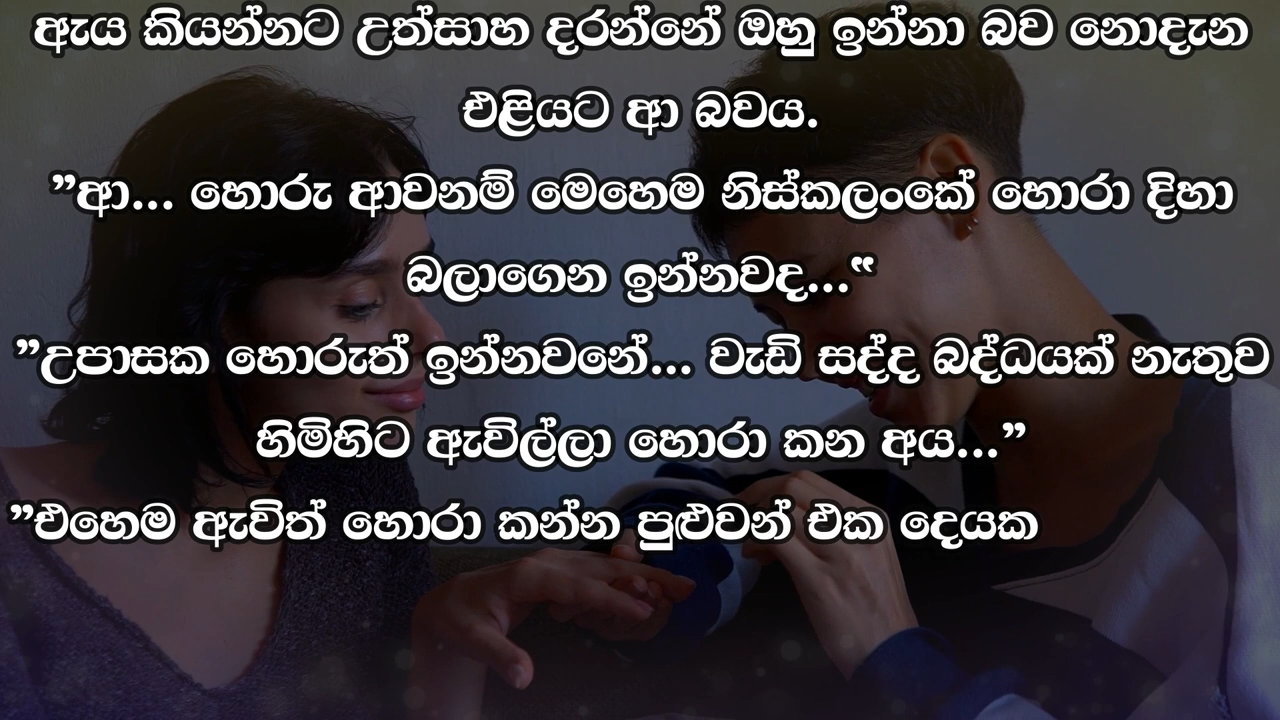 ඇය කියන්නට උත්සාහ දරන්නේ ඔහු ඉන්නා බව නොදැන
එළියට ආ බවය.
”ආ... හොරු ආවනම් මෙහෙම නිස්කලංකේ හොරා දිහා
බලාගෙන ඉන්නවද...“
”උපාසක හොරුත් ඉන්නවනේ... වැඩි සද්ද බද්ධයක් නැතුව
හිමිහිට ඇවිල්ලා හොරා කන අය...”
”එහෙම ඇවිත් හොරා කන්න පුළුවන් එක දෙයක